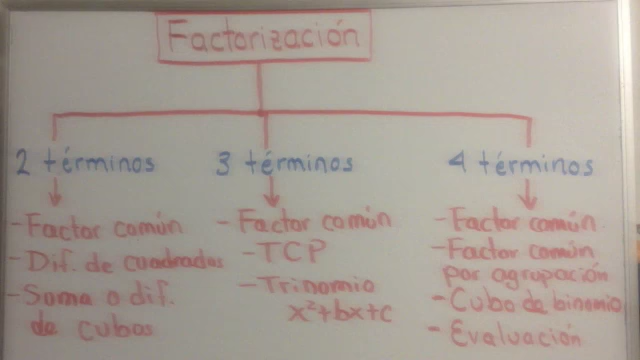 Factorización
2 términos
3 términos
4 términos
- Factor común
- Dif. de cuadrados
- Suma o dif.
de cubos
- Factor común
- TCP
- Trinomio
x²+bx+c
- Factor común.
- Factor común
por agrupación
- Cubo de binomio
- Evaluación